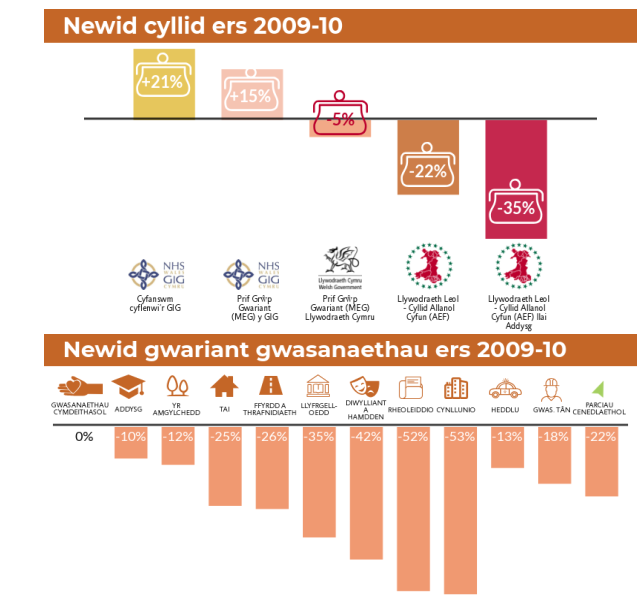 Newid cyllid ers 2009-10
+21%
+15%
-5%
-22%
-35%
NHS
WALES
GIG
CYMRU
NHS
WALES
GIG
CYMRU
Llywodraeth Cymru
Welsh Government
Cyfanswm
cyflenwi'r GIG
Prif Grŵp
Gwariant
(MEG) y GIG
Prif Grŵp
Gwariant (MEG)
Llywodraeth Cymru
Llywodraeth Leol
- Cyllid Allanol
Cyfun (AEF)
Llywodraeth Leol
- Cyllid Allanol
Cyfun (AEF) llai
Addysg
Newid gwariant gwasanaethau ers 2009-10
GWASANAETHAU
CYMDEITHASOL
ADDYSG
YR
AMGYLCHEDD
TAI
FFYRDD A
THRAFNIDIAETH
LLYFRGELL-
OEDD
DIWYLLIANT
A
HAMDDEN
RHEOLEIDDIO
CYNLLUNIO
HEDDLU
GWAS. TÂN
PARCIAU
CENEDLAETHOL
0%
-10%
-12%
-25%
-26%
-35%
-42%
-52%
-53%
-13%
-18%
-22%